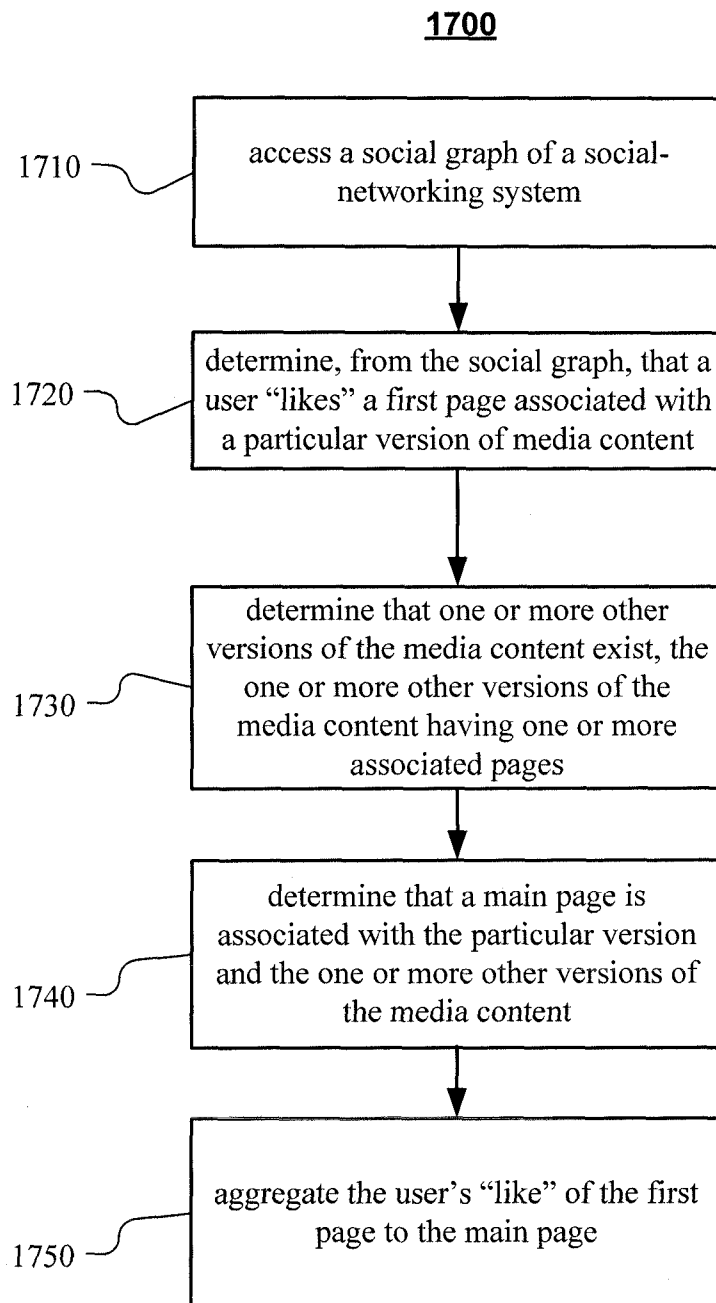 1700
1710
access a social graph of a social-
networking system
1720
determine, from the social graph, that a
user “likes” a first page associated with
a particular version of media content
1730
determine that one or more other
versions of the media content exist, the
one or more other versions of the
media content having one or more
associated pages
1740
determine that a main page is
associated with the particular version
and the one or more other versions of
the media content
1750
aggregate the user’s “like” of the first
page to the main page